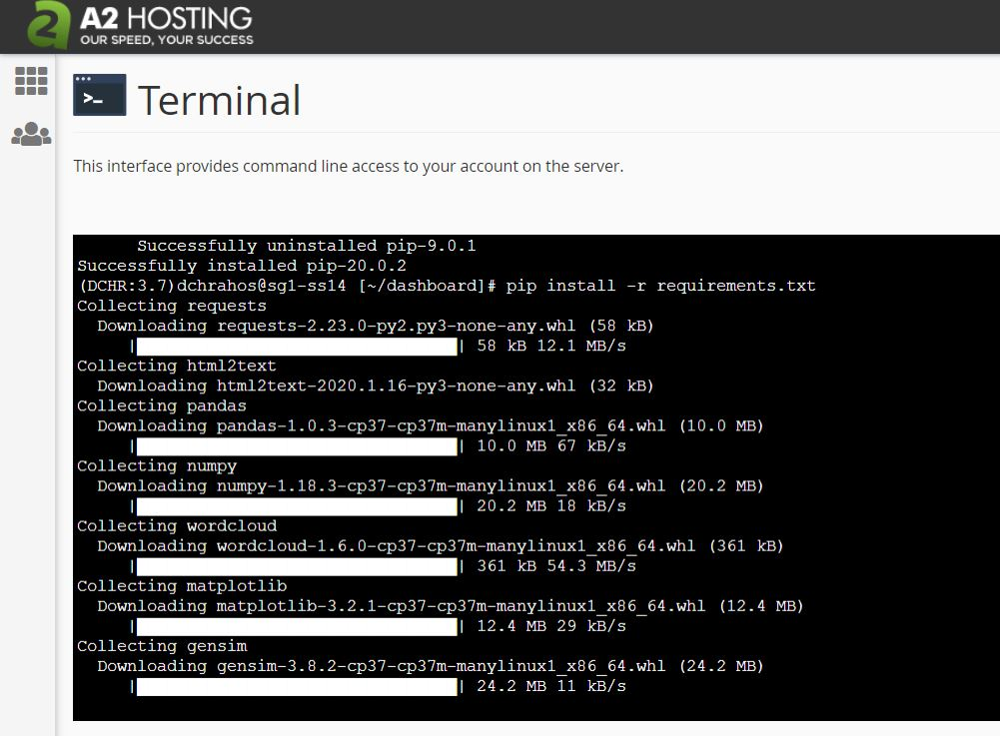 A2 HOSTING
OUR SPEED, YOUR SUCCESS
>_ Terminal
This interface provides command line access to your account on the server.
Successfully uninstalled pip-9.0.1
Successfully installed pip-20.0.2
(DCHR:3.7)dchrahos@sg1-ss14 [~/dashboard]# pip install -r requirements.txt
Collecting requests
Downloading requests-2.23.0-py2.py3-none-any.whl (58 kB)
| | 58 kB 12.1 MB/s
Collecting html2text
Downloading html2text-2020.1.16-py3-none-any.whl (32 kB)
Collecting pandas
Downloading pandas-1.0.3-cp37-cp37m-manylinux1_x86_64.whl (10.0 MB)
| | 10.0 MB 67 kB/s
Collecting numpy
Downloading numpy-1.18.3-cp37-cp37m-manylinux1_x86_64.whl (20.2 MB)
| | 20.2 MB 18 kB/s
Collecting wordcloud
Downloading wordcloud-1.6.0-cp37-cp37m-manylinux1_x86_64.whl (361 kB)
| | 361 kB 54.3 MB/s
Collecting matplotlib
Downloading matplotlib-3.2.1-cp37-cp37m-manylinux1_x86_64.whl (12.4 MB)
| | 12.4 MB 29 kB/s
Collecting gensim
Downloading gensim-3.8.2-cp37-cp37m-manylinux1_x86_64.whl (24.2 MB)
| | 24.2 MB 11 kB/s